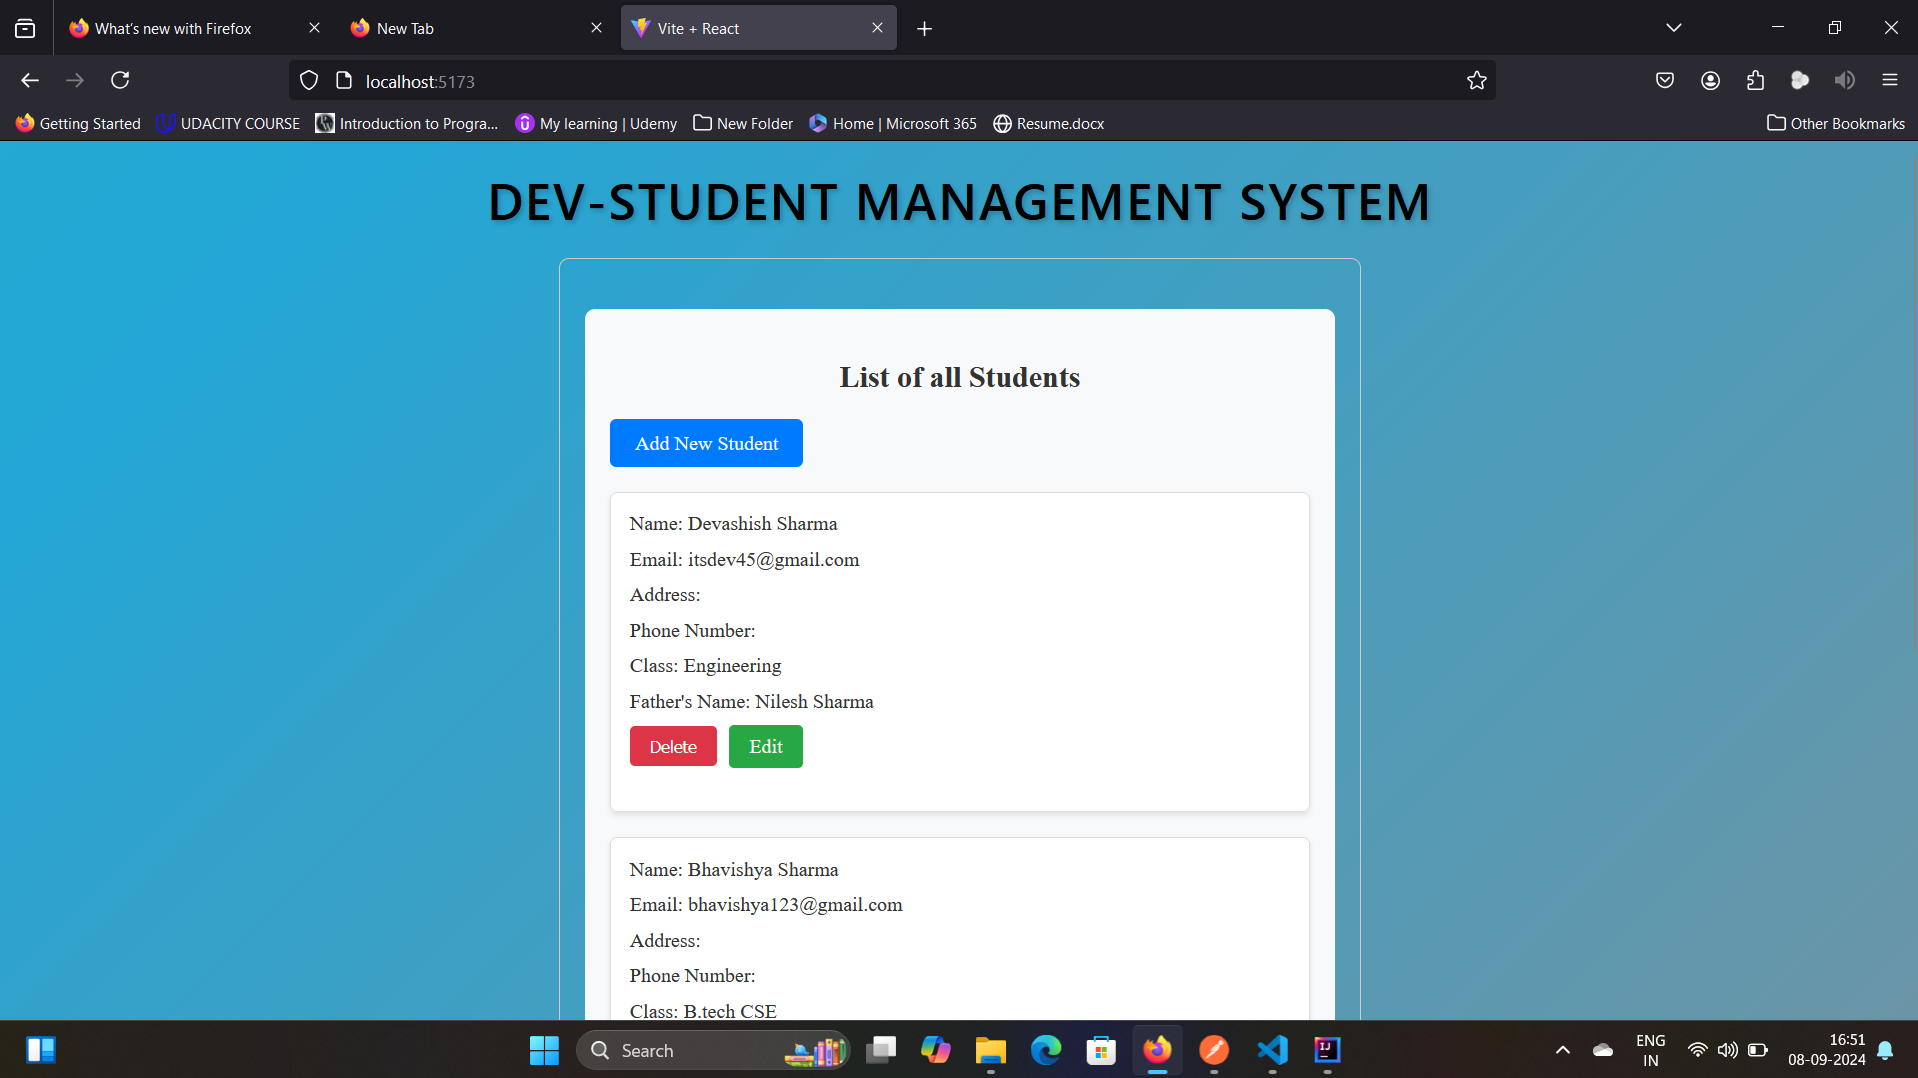 What's new with Firefox
New Tab
Vite + React
localhost:5173
Getting Started
UDACITY COURSE
Introduction to Progra...
My learning | Udemy
New Folder
Home | Microsoft 365
Resume.docx
Other Bookmarks
DEV-STUDENT MANAGEMENT SYSTEM
List of all Students
Add New Student
Name: Devashish Sharma
Email: itsdev45@gmail.com
Address:
Phone Number:
Class: Engineering
Father's Name: Nilesh Sharma
Delete
Edit
Name: Bhavishya Sharma
Email: bhavishya123@gmail.com
Address:
Phone Number:
Class: B.tech CSE
Search
IJ
ENG
IN
16:51
08-09-2024